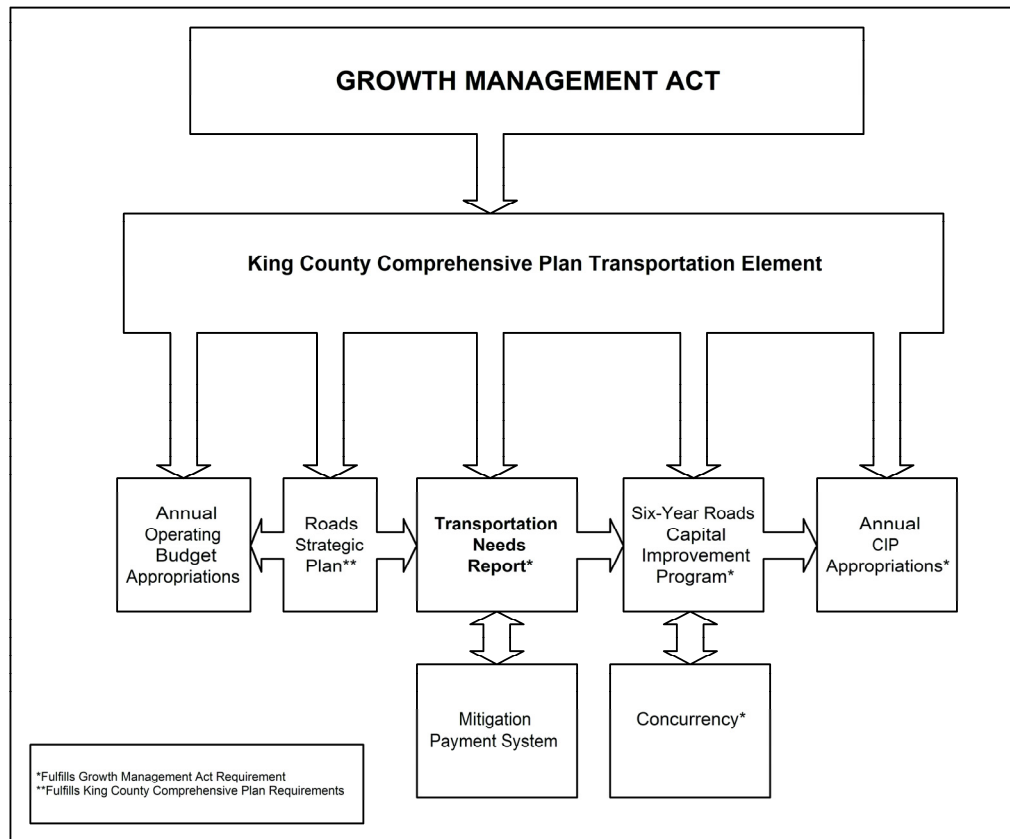 GROWTH MANAGEMENT ACT
King County Comprehensive Plan Transportation Element
Annual
Operating
Budget
Appropriations
Roads
Strategic
Plan**
Transportation
Needs
Report*
Six-Year Roads
Capital
Improvement
Program*
Annual
CIP
Appropriations*
Mitigation
Payment System
Concurrency*
*Fulfills Growth Management Act Requirement
**Fulfills King County Comprehensive Plan Requirements